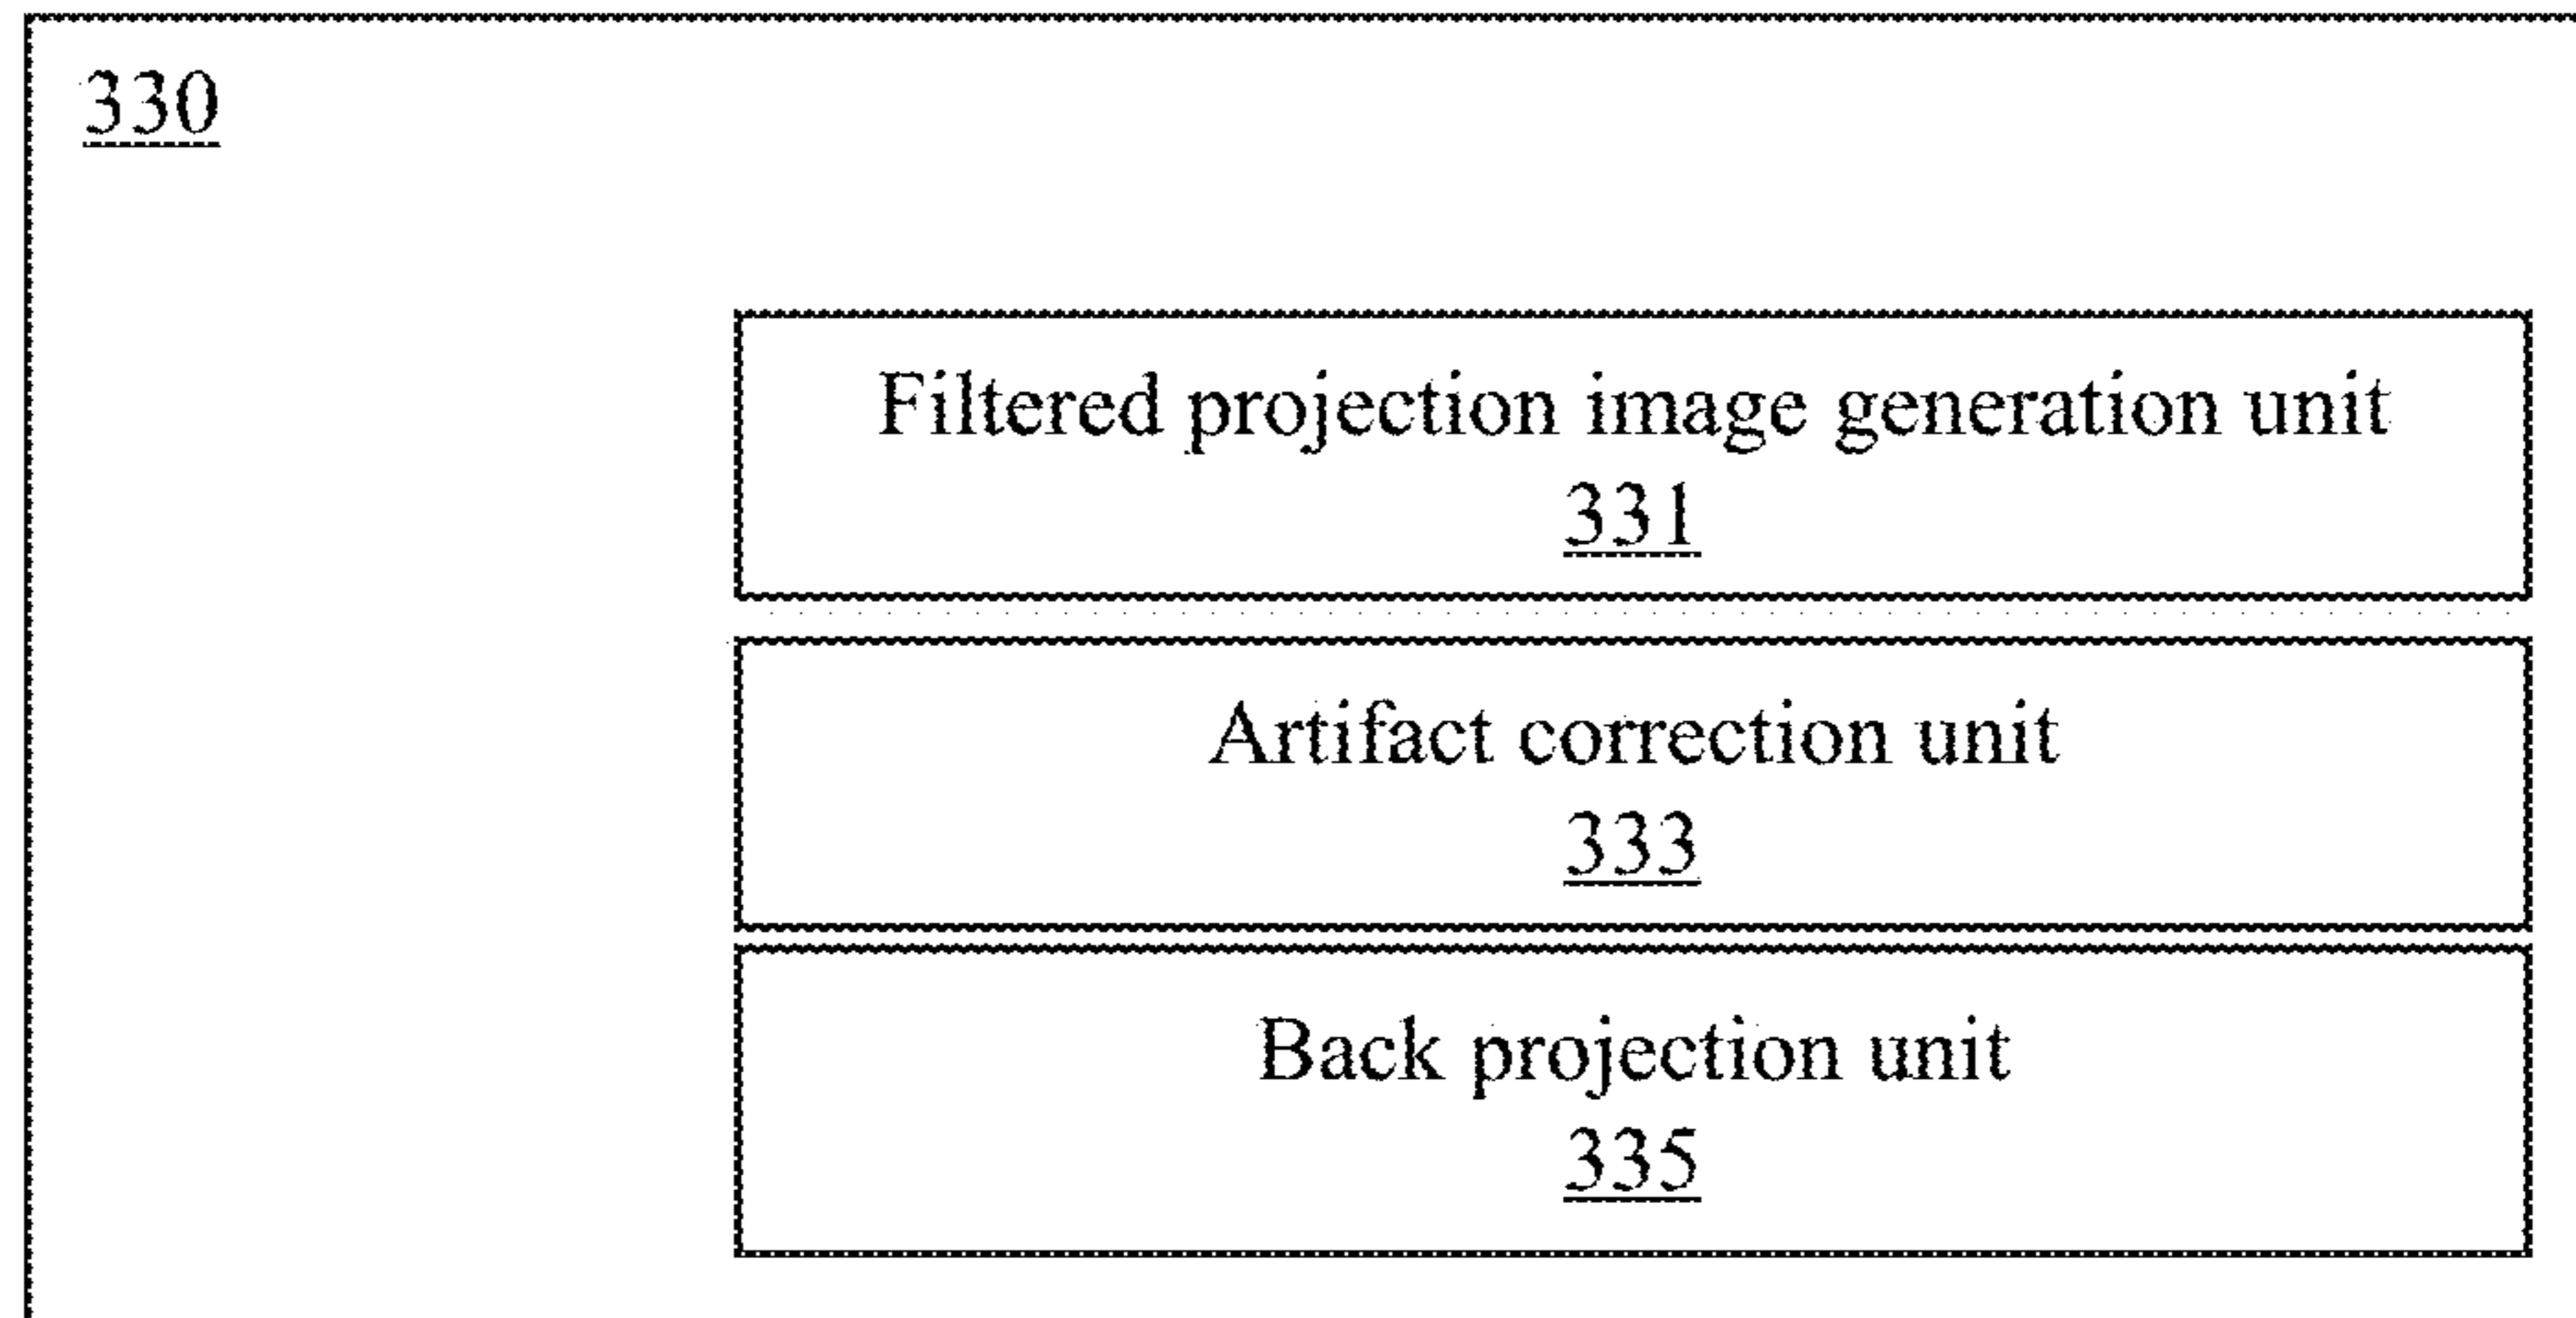 330
Filtered projection image generation unit
331
Artifact correction unit
333
Back projection unit
335